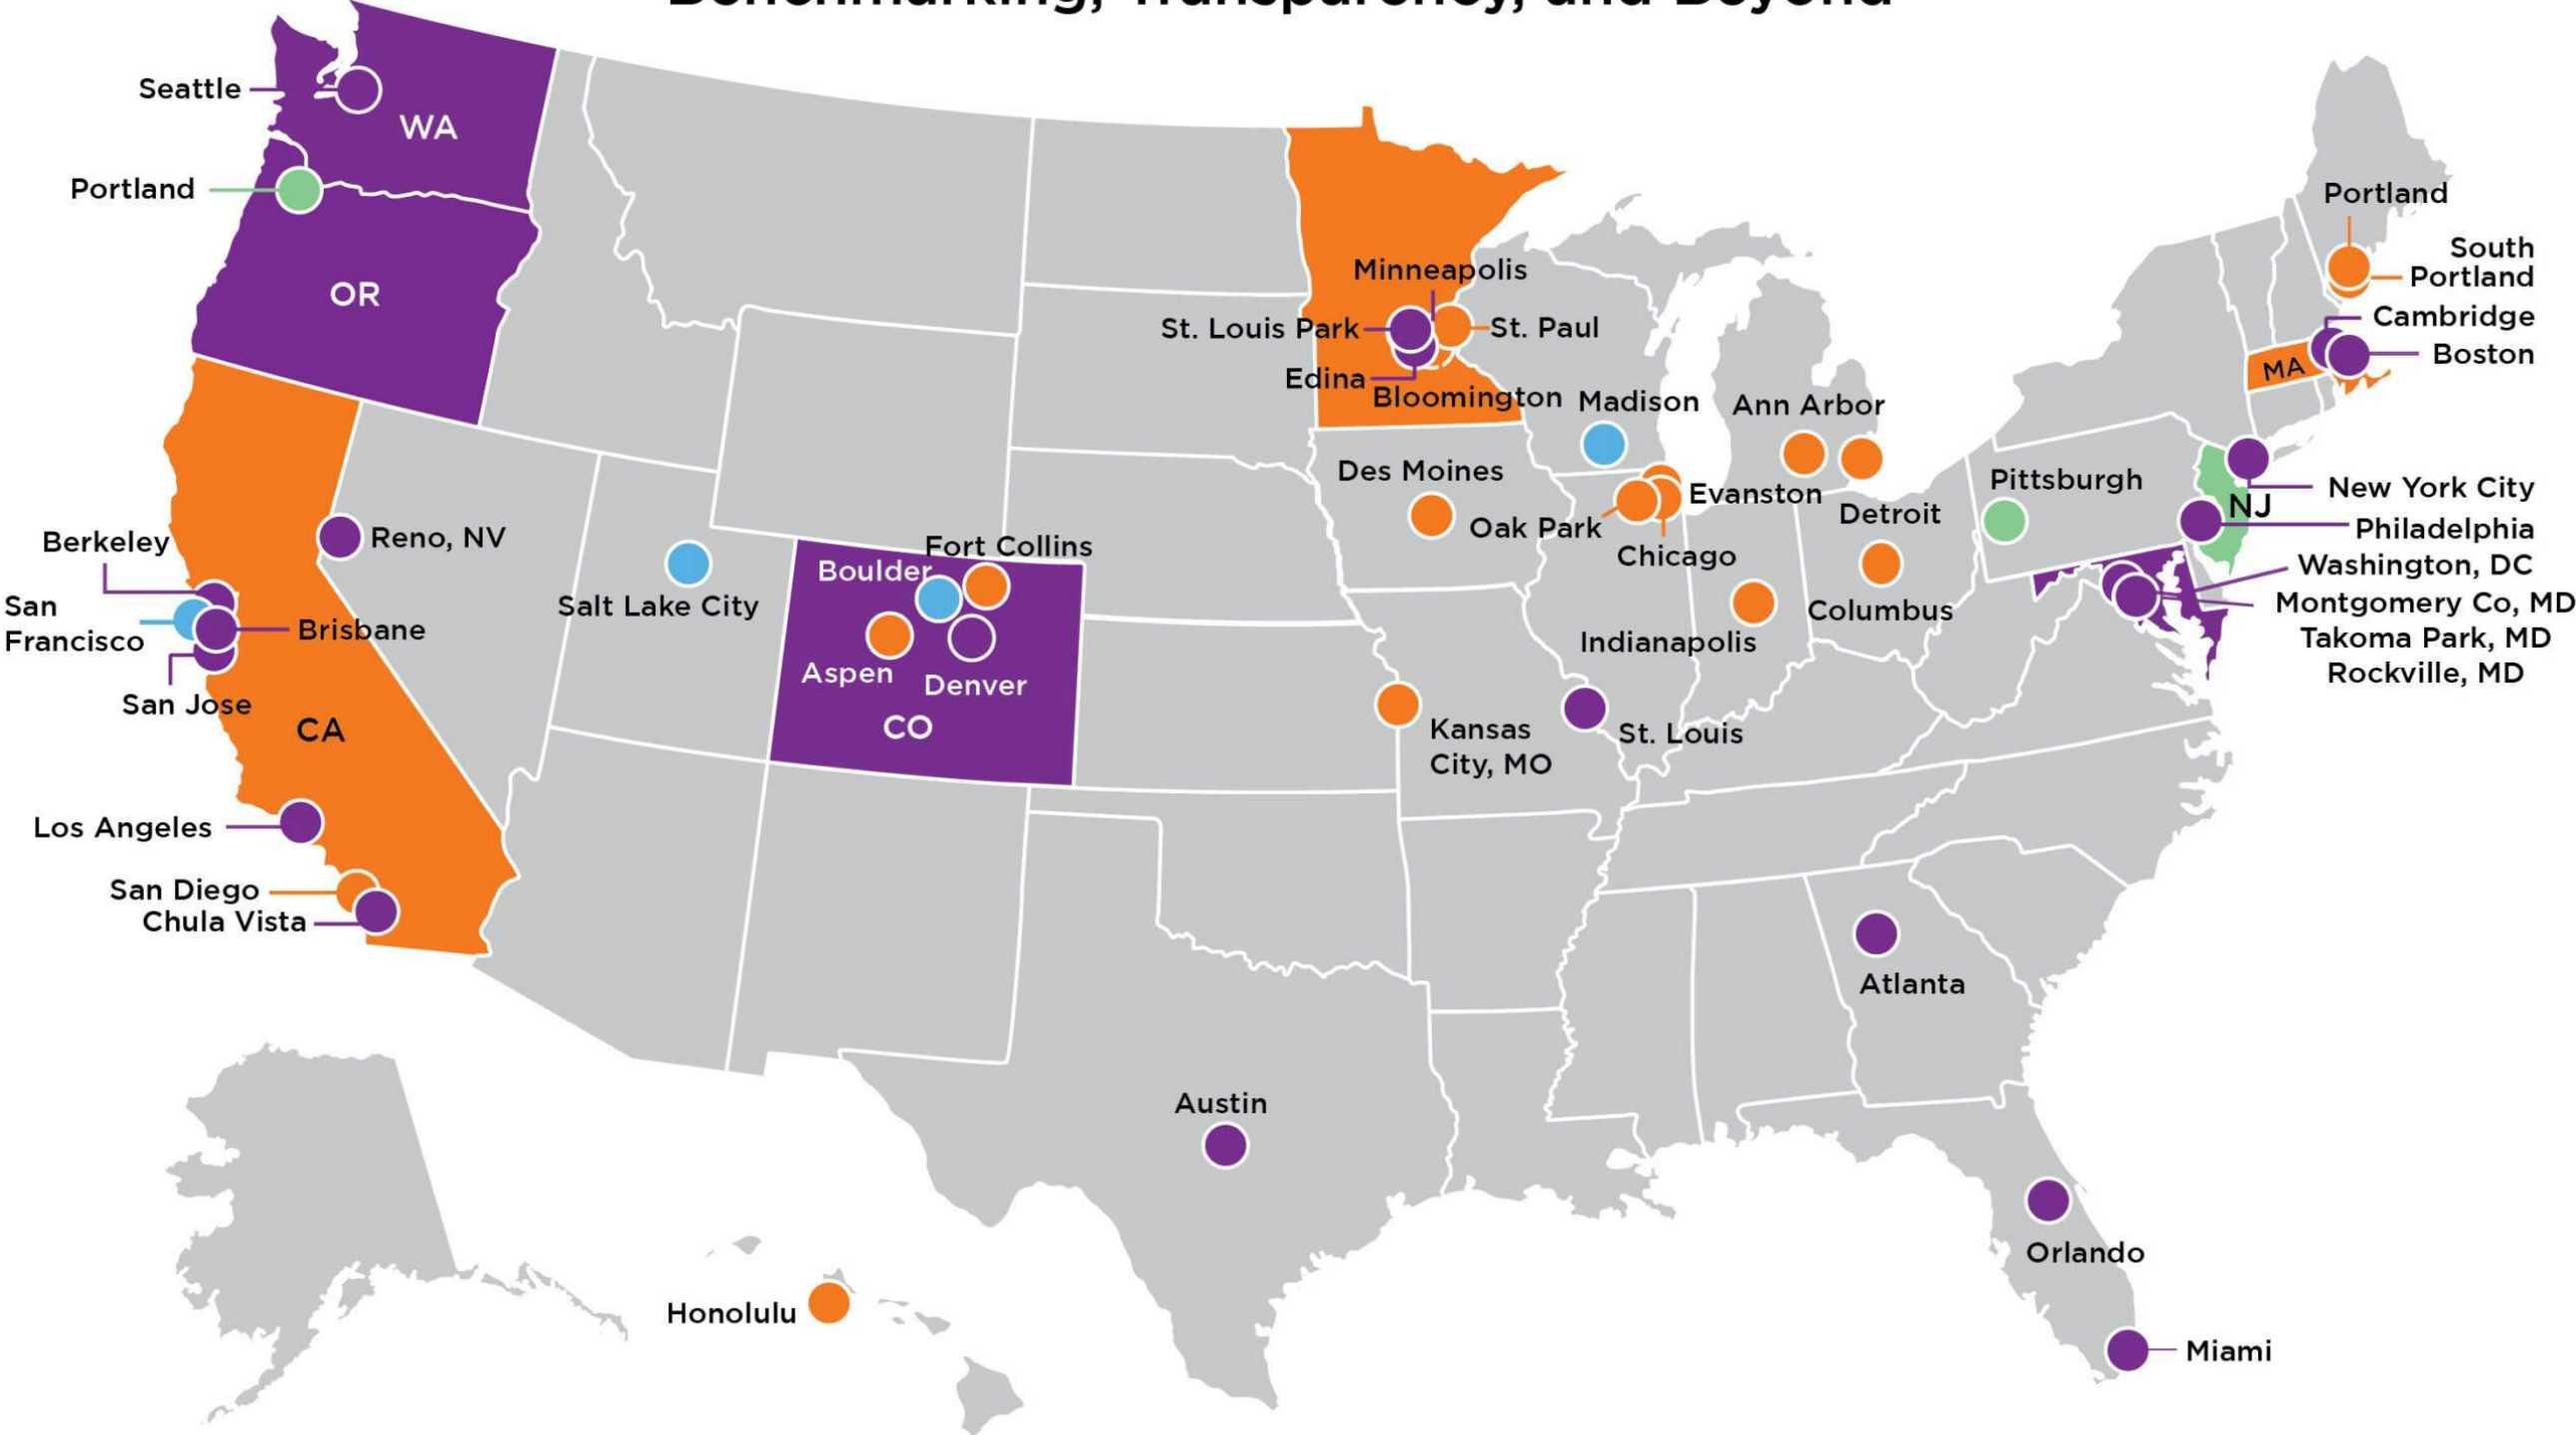 Benchmarking, Transparency, and Beyond
Seattle
WA
Portland
OR
Minneapolis
St. Louis Park
St. Paul
Edina
Bloomington
Madison
Ann Arbor
Portland
South
Portland
Cambridge
Boston
MA
Des Moines
Evanston
Oak Park
Chicago
Detroit
Pittsburgh
NJ
New York City
Philadelphia
Washington, DC
Montgomery Co, MD
Takoma Park, MD
Rockville, MD
Berkeley
Reno, NV
San
Francisco
Brisbane
San Jose
CA
Salt Lake City
Fort Collins
Boulder
Aspen
Denver
CO
Columbus
Indianapolis
Kansas
City, MO
St. Louis
Los Angeles
San Diego
Chula Vista
Atlanta
Austin
Orlando
Honolulu
Miami